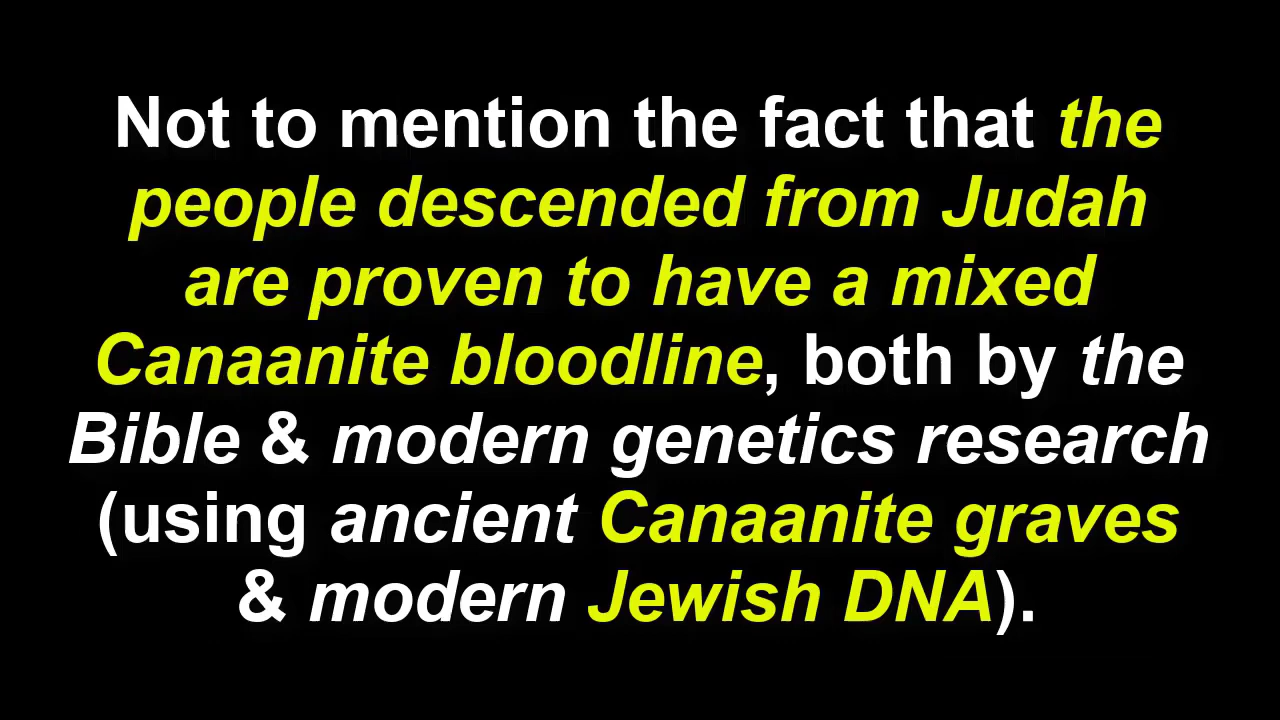 Not to mention the fact that the
people descended from Judah
are proven to have a mixed
Canaanite bloodline, both by the
Bible & modern genetics research
(using ancient Canaanite graves
& modern Jewish DNA).